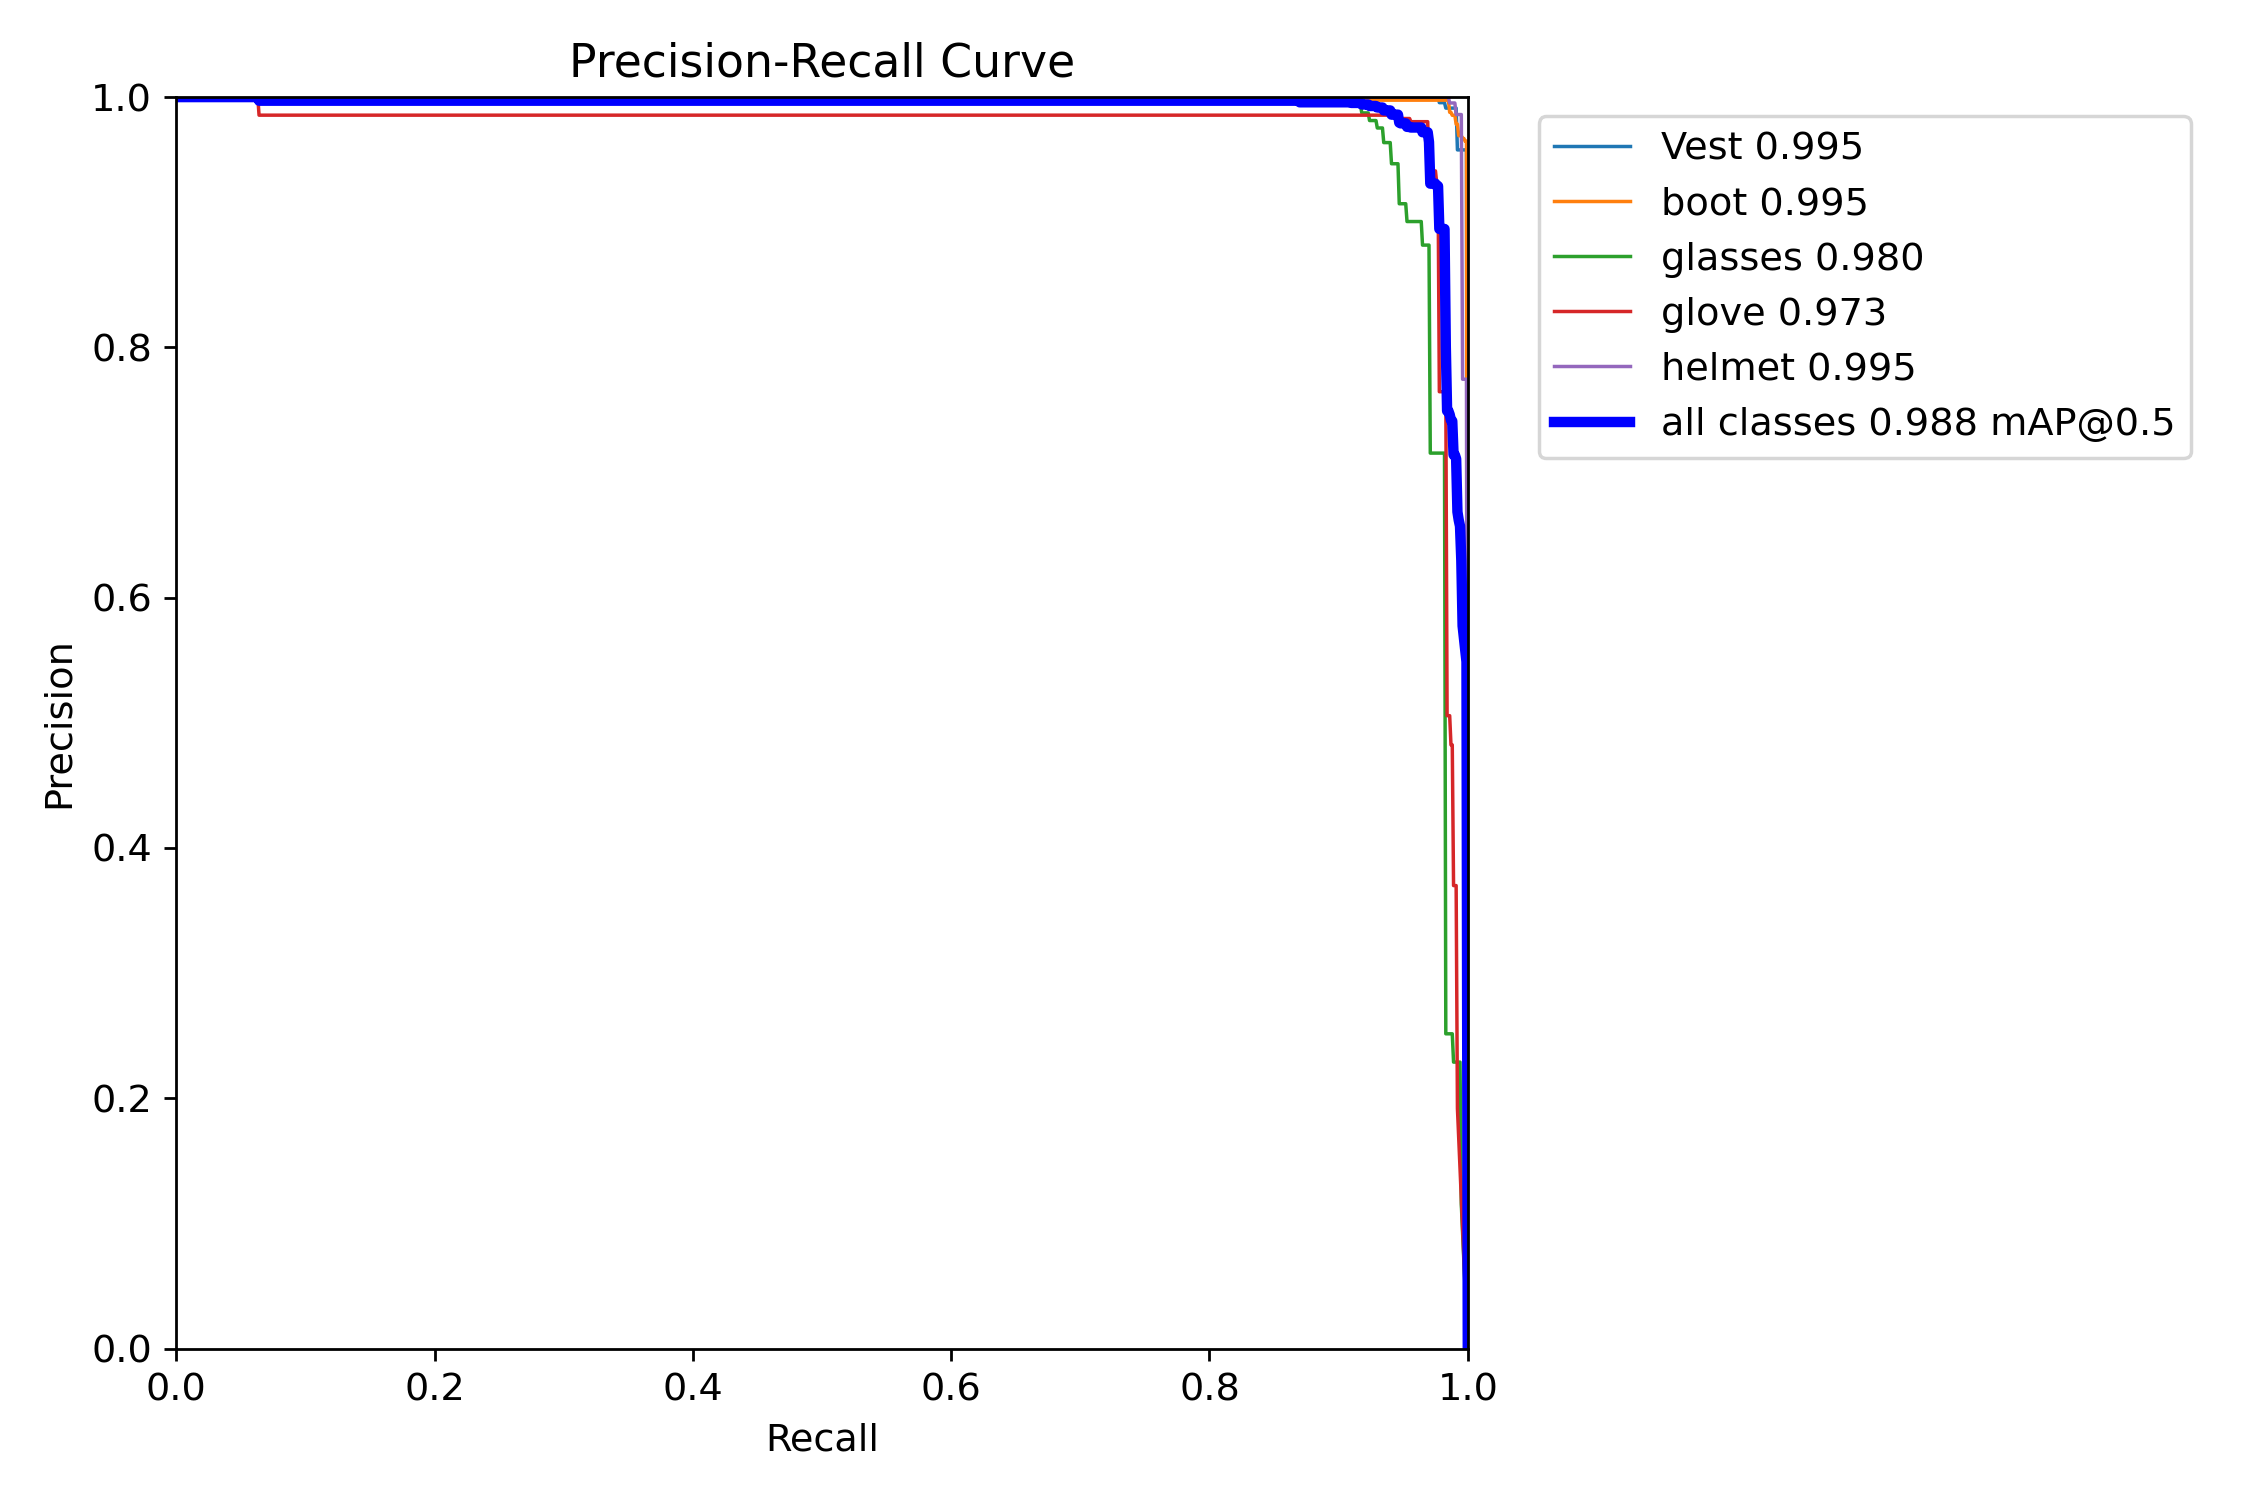 Precision-Recall Curve
1.0
0.8
0.6
0.4
0.2
0.0
Precision
0.0 0.2 0.4 0.6 0.8 1.0
Recall
Vest 0.995
boot 0.995
glasses 0.980
glove 0.973
helmet 0.995
all classes 0.988 mAP@0.5